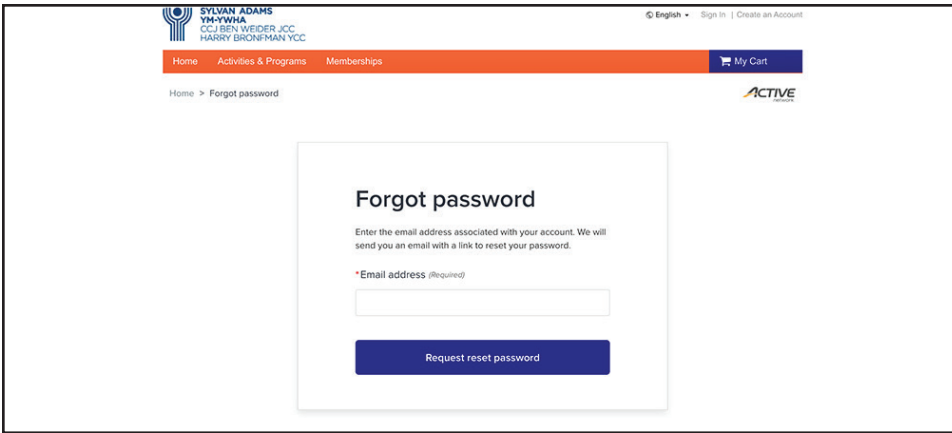 SYLVAN ADAMS
YM-YWHA
CCJ BEN WEIDER JCC
HARRY BRONFMAN YCC
English Sign In | Create an Account
Home Activities & Programs Memberships My Cart
Home > Forgot password
ACTIVE
network
Forgot password
Enter the email address associated with your account. We will
send you an email with a link to reset your password.
*Email address (Required)
Request reset password